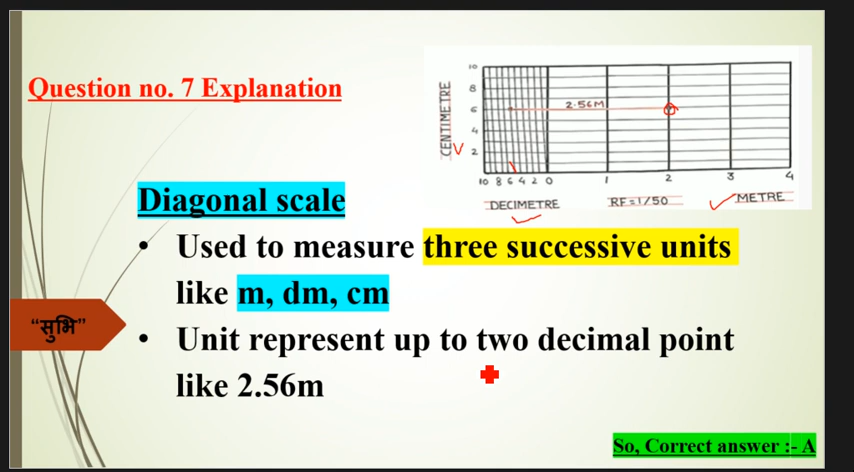 Question no. 7 Explanation
CENTIMETRE
10
8
6
4
2
2.56M
10 8 6 4 2 0 1 2 3 4
DECIMETRE RF=1/50 METRE
Diagonal scale
• Used to measure three successive units
like m, dm, cm
“सुभि”
• Unit represent up to two decimal point
like 2.56m
So, Correct answer :- A